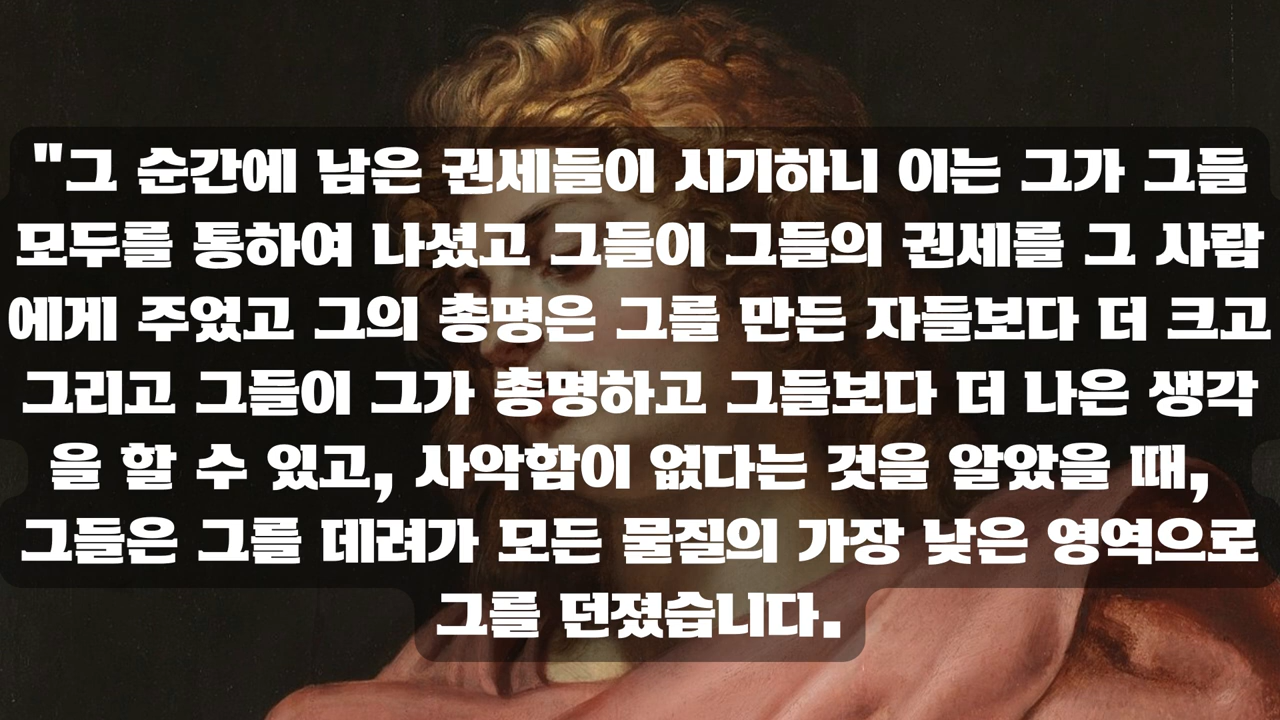 "그 순간에 남은 권세들이 시기하니 이는 그가 그들
모두를 통하여 나셨고 그들이 그들의 권세를 그 사람
에게 주었고 그의 총명은 그를 만든 자들보다 더 크고
그리고 그들이 그가 총명하고 그들보다 더 나은 생각
을 할 수 있고, 사악함이 없다는 것을 알았을 때,
그들은 그를 데려가 모든 물질의 가장 낮은 영역으로
그를 던졌습니다.